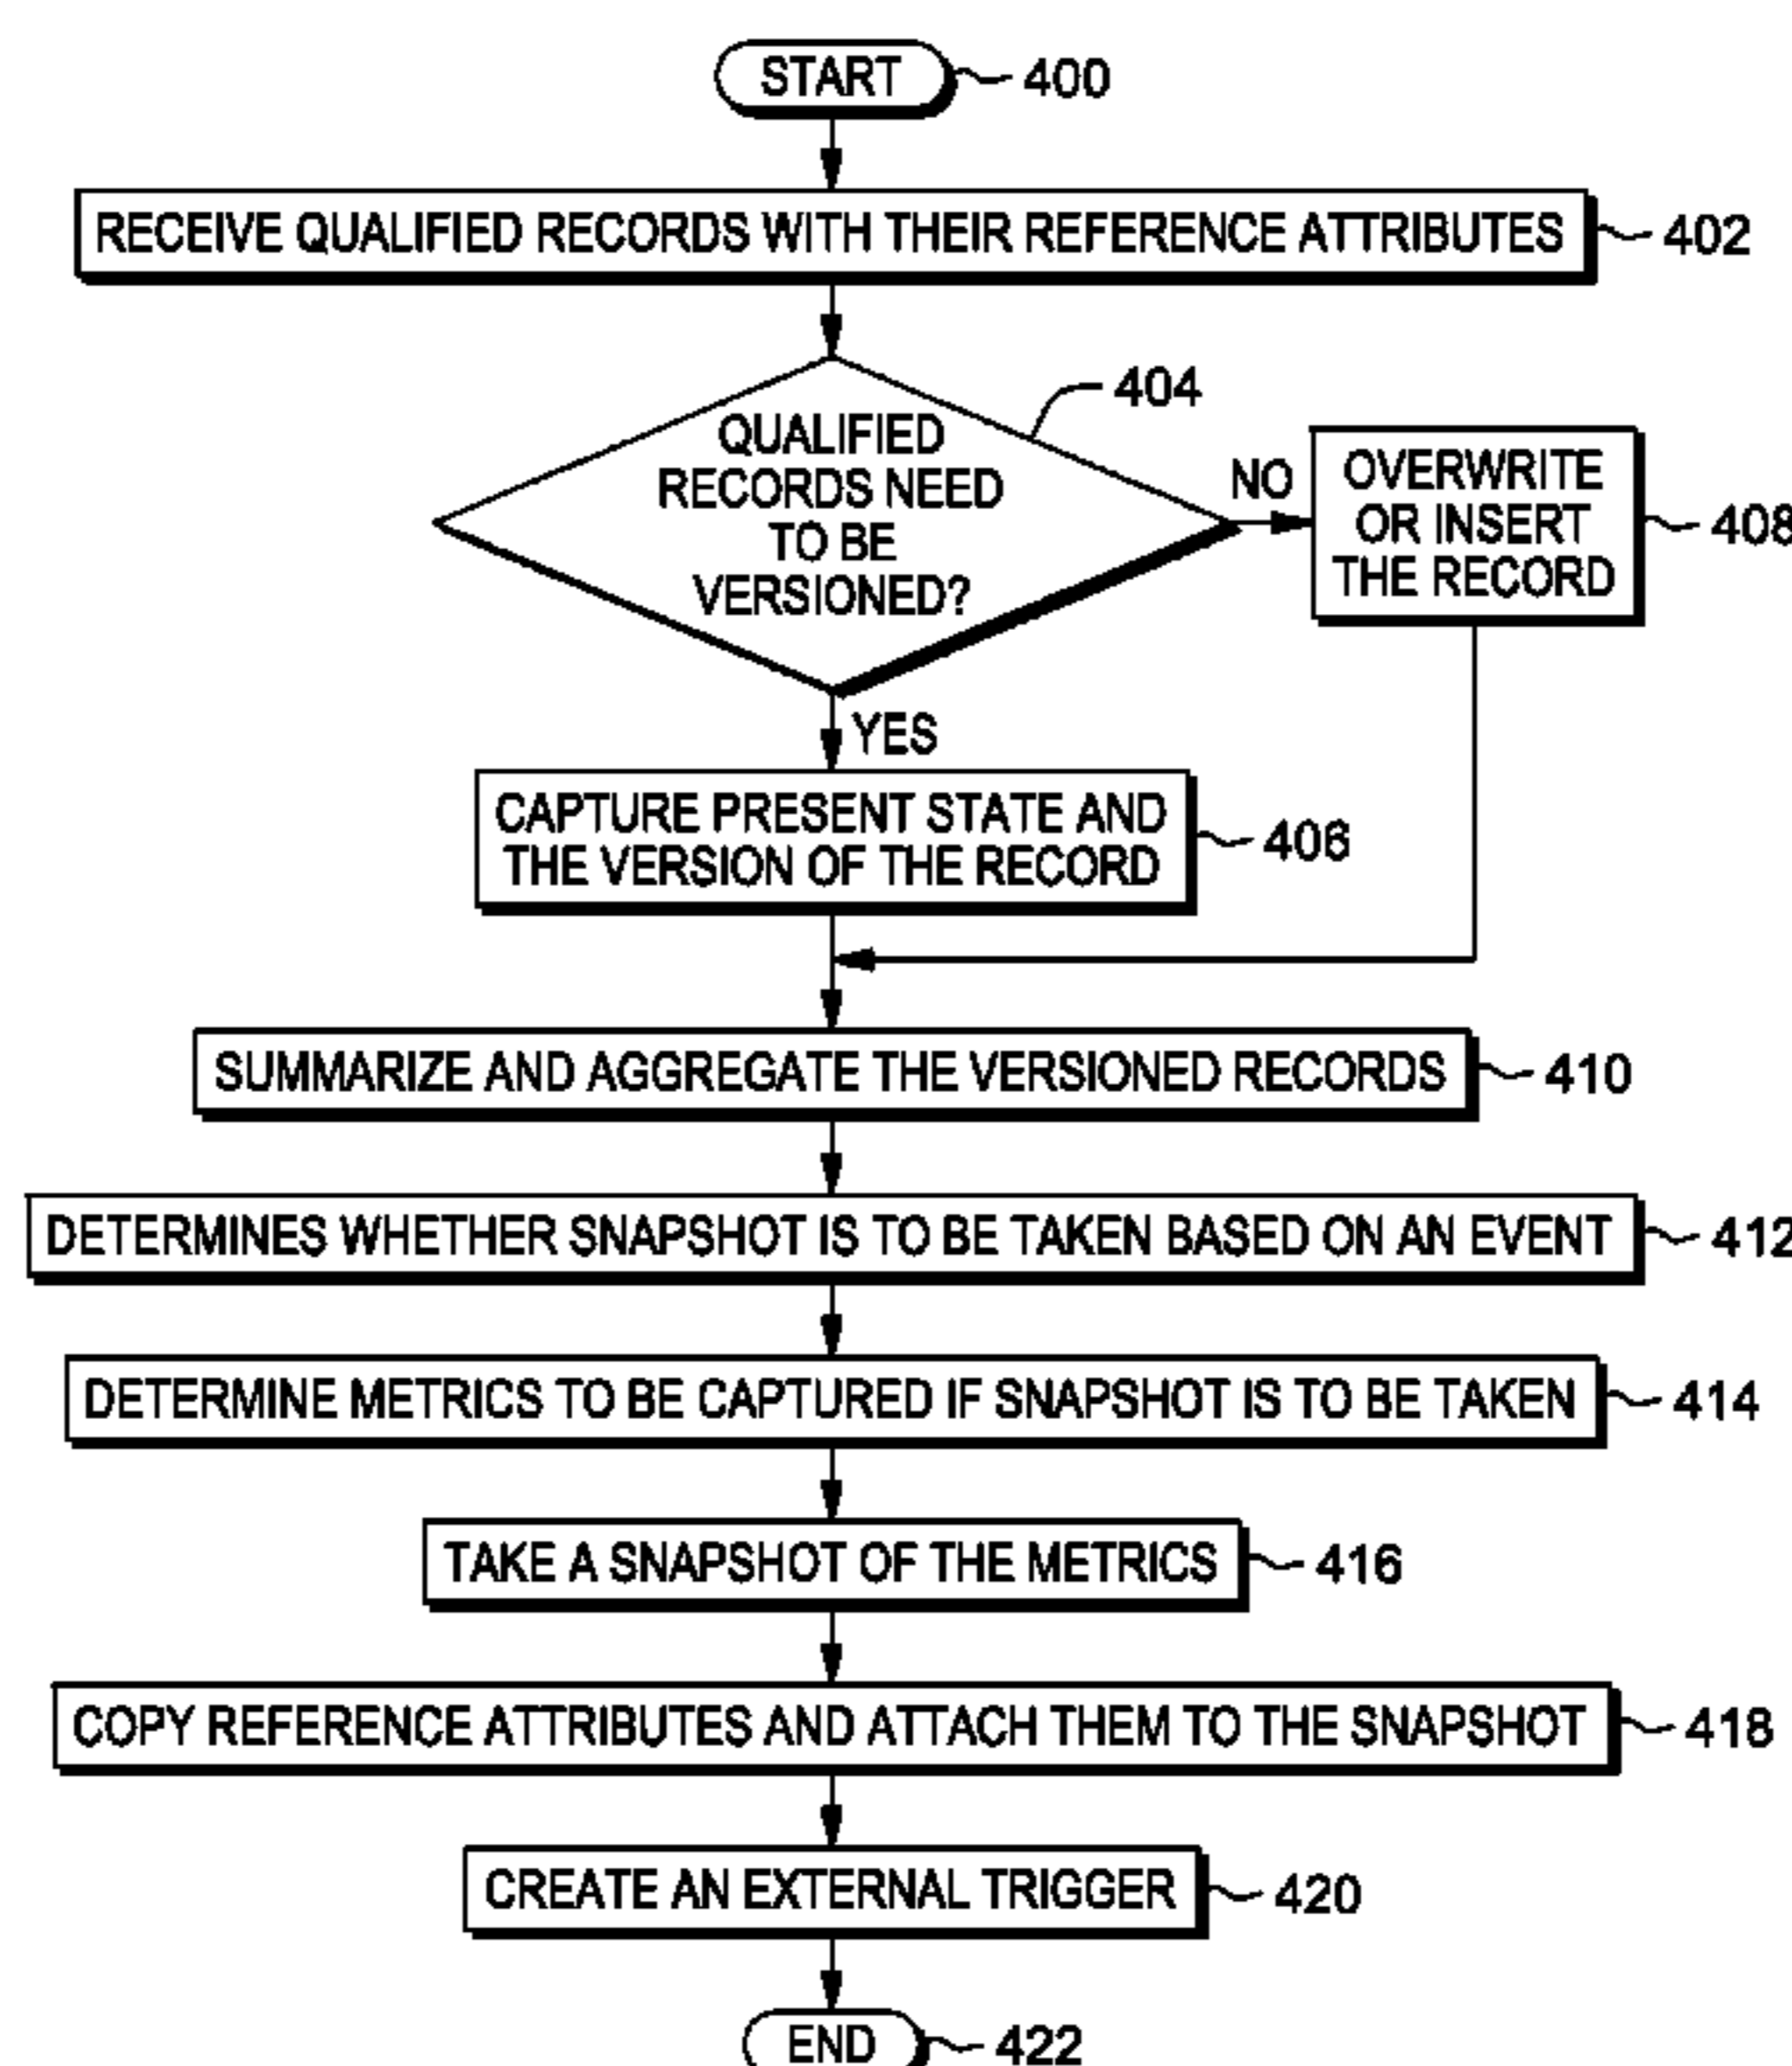 START
400
RECEIVE QUALIFIED RECORDS WITH THEIR REFERENCE ATTRIBUTES
402
404
QUALIFIED
RECORDS NEED
TO BE
VERSIONED?
NO
OVERWRITE
OR INSERT
THE RECORD
408
YES
CAPTURE PRESENT STATE AND
THE VERSION OF THE RECORD
406
SUMMARIZE AND AGGREGATE THE VERSIONED RECORDS
410
DETERMINES WHETHER SNAPSHOT IS TO BE TAKEN BASED ON AN EVENT
412
DETERMINE METRICS TO BE CAPTURED IF SNAPSHOT IS TO BE TAKEN
414
TAKE A SNAPSHOT OF THE METRICS
416
COPY REFERENCE ATTRIBUTES AND ATTACH THEM TO THE SNAPSHOT
418
CREATE AN EXTERNAL TRIGGER
420
END
422